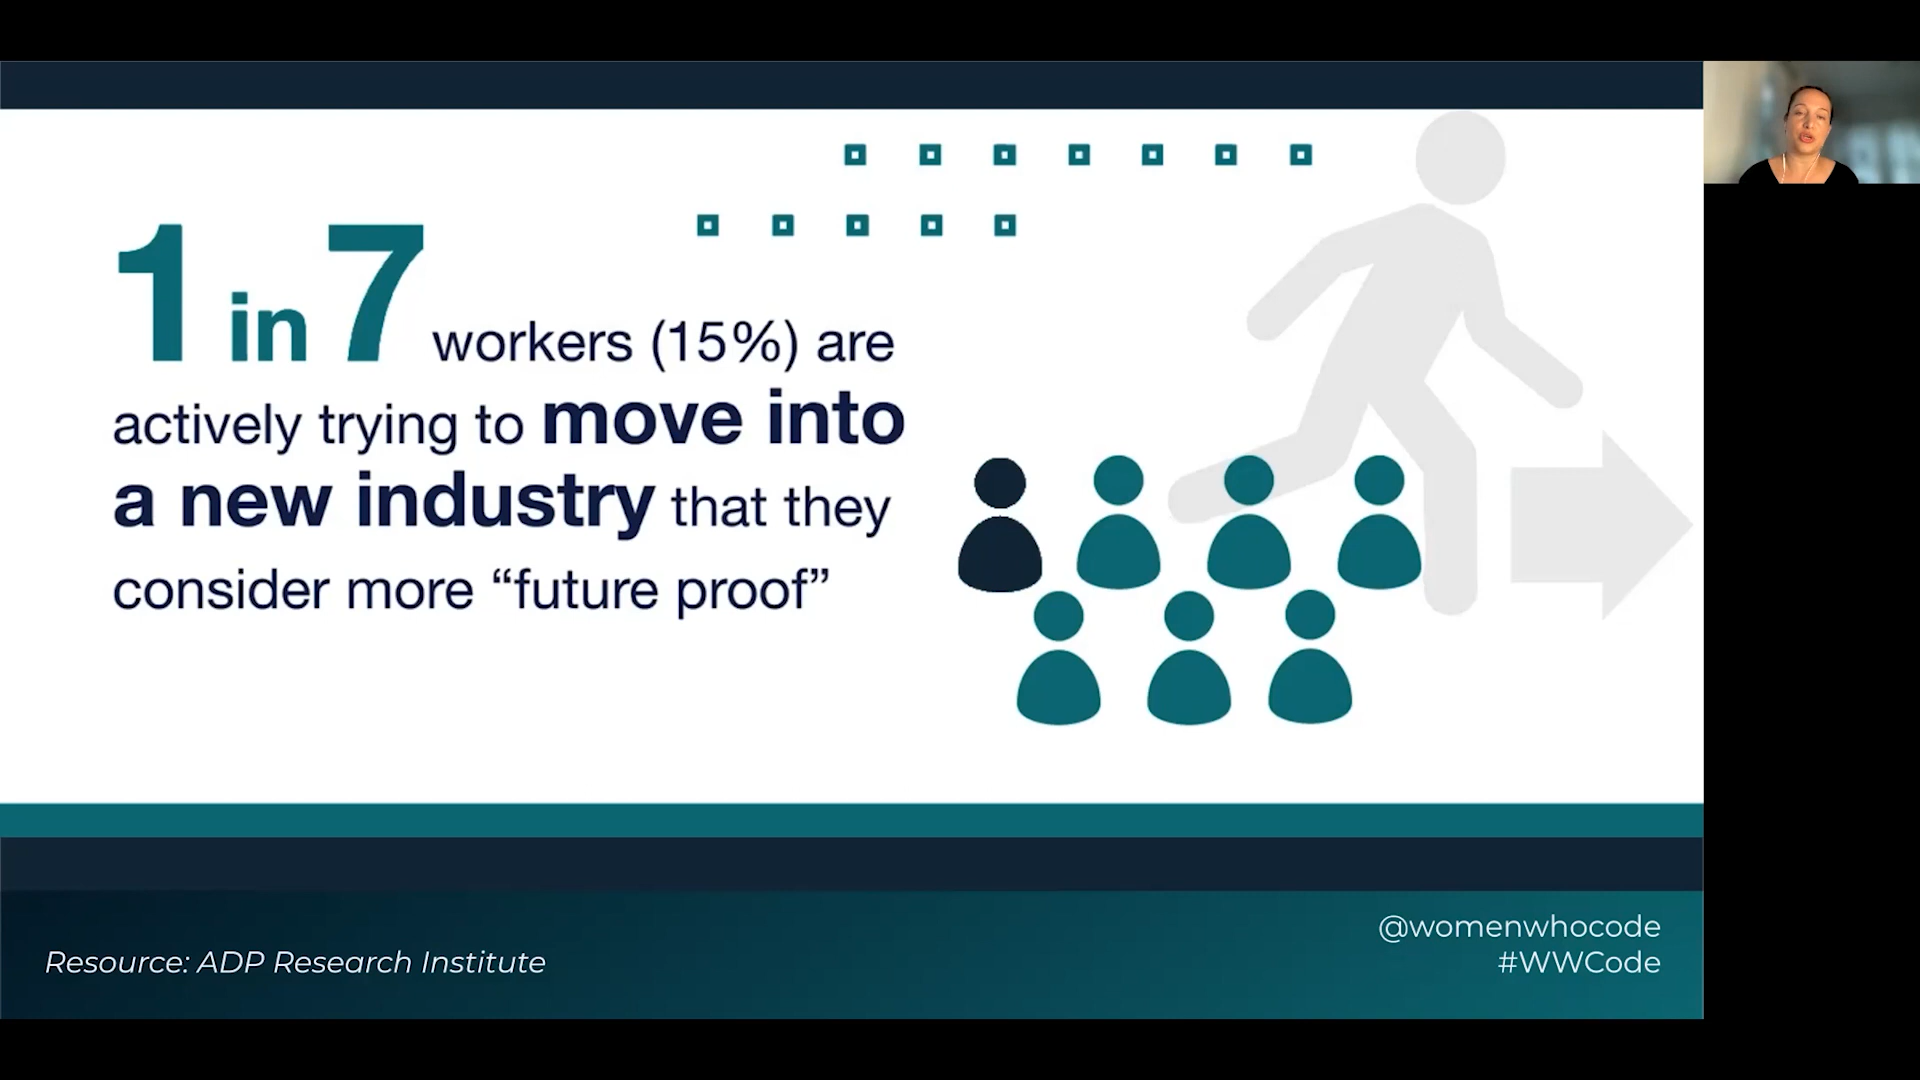 1 in 7 workers (15%) are
actively trying to move into
a new industry that they
consider more “future proof”
Resource: ADP Research Institute
@womenwhocode
#WWCode